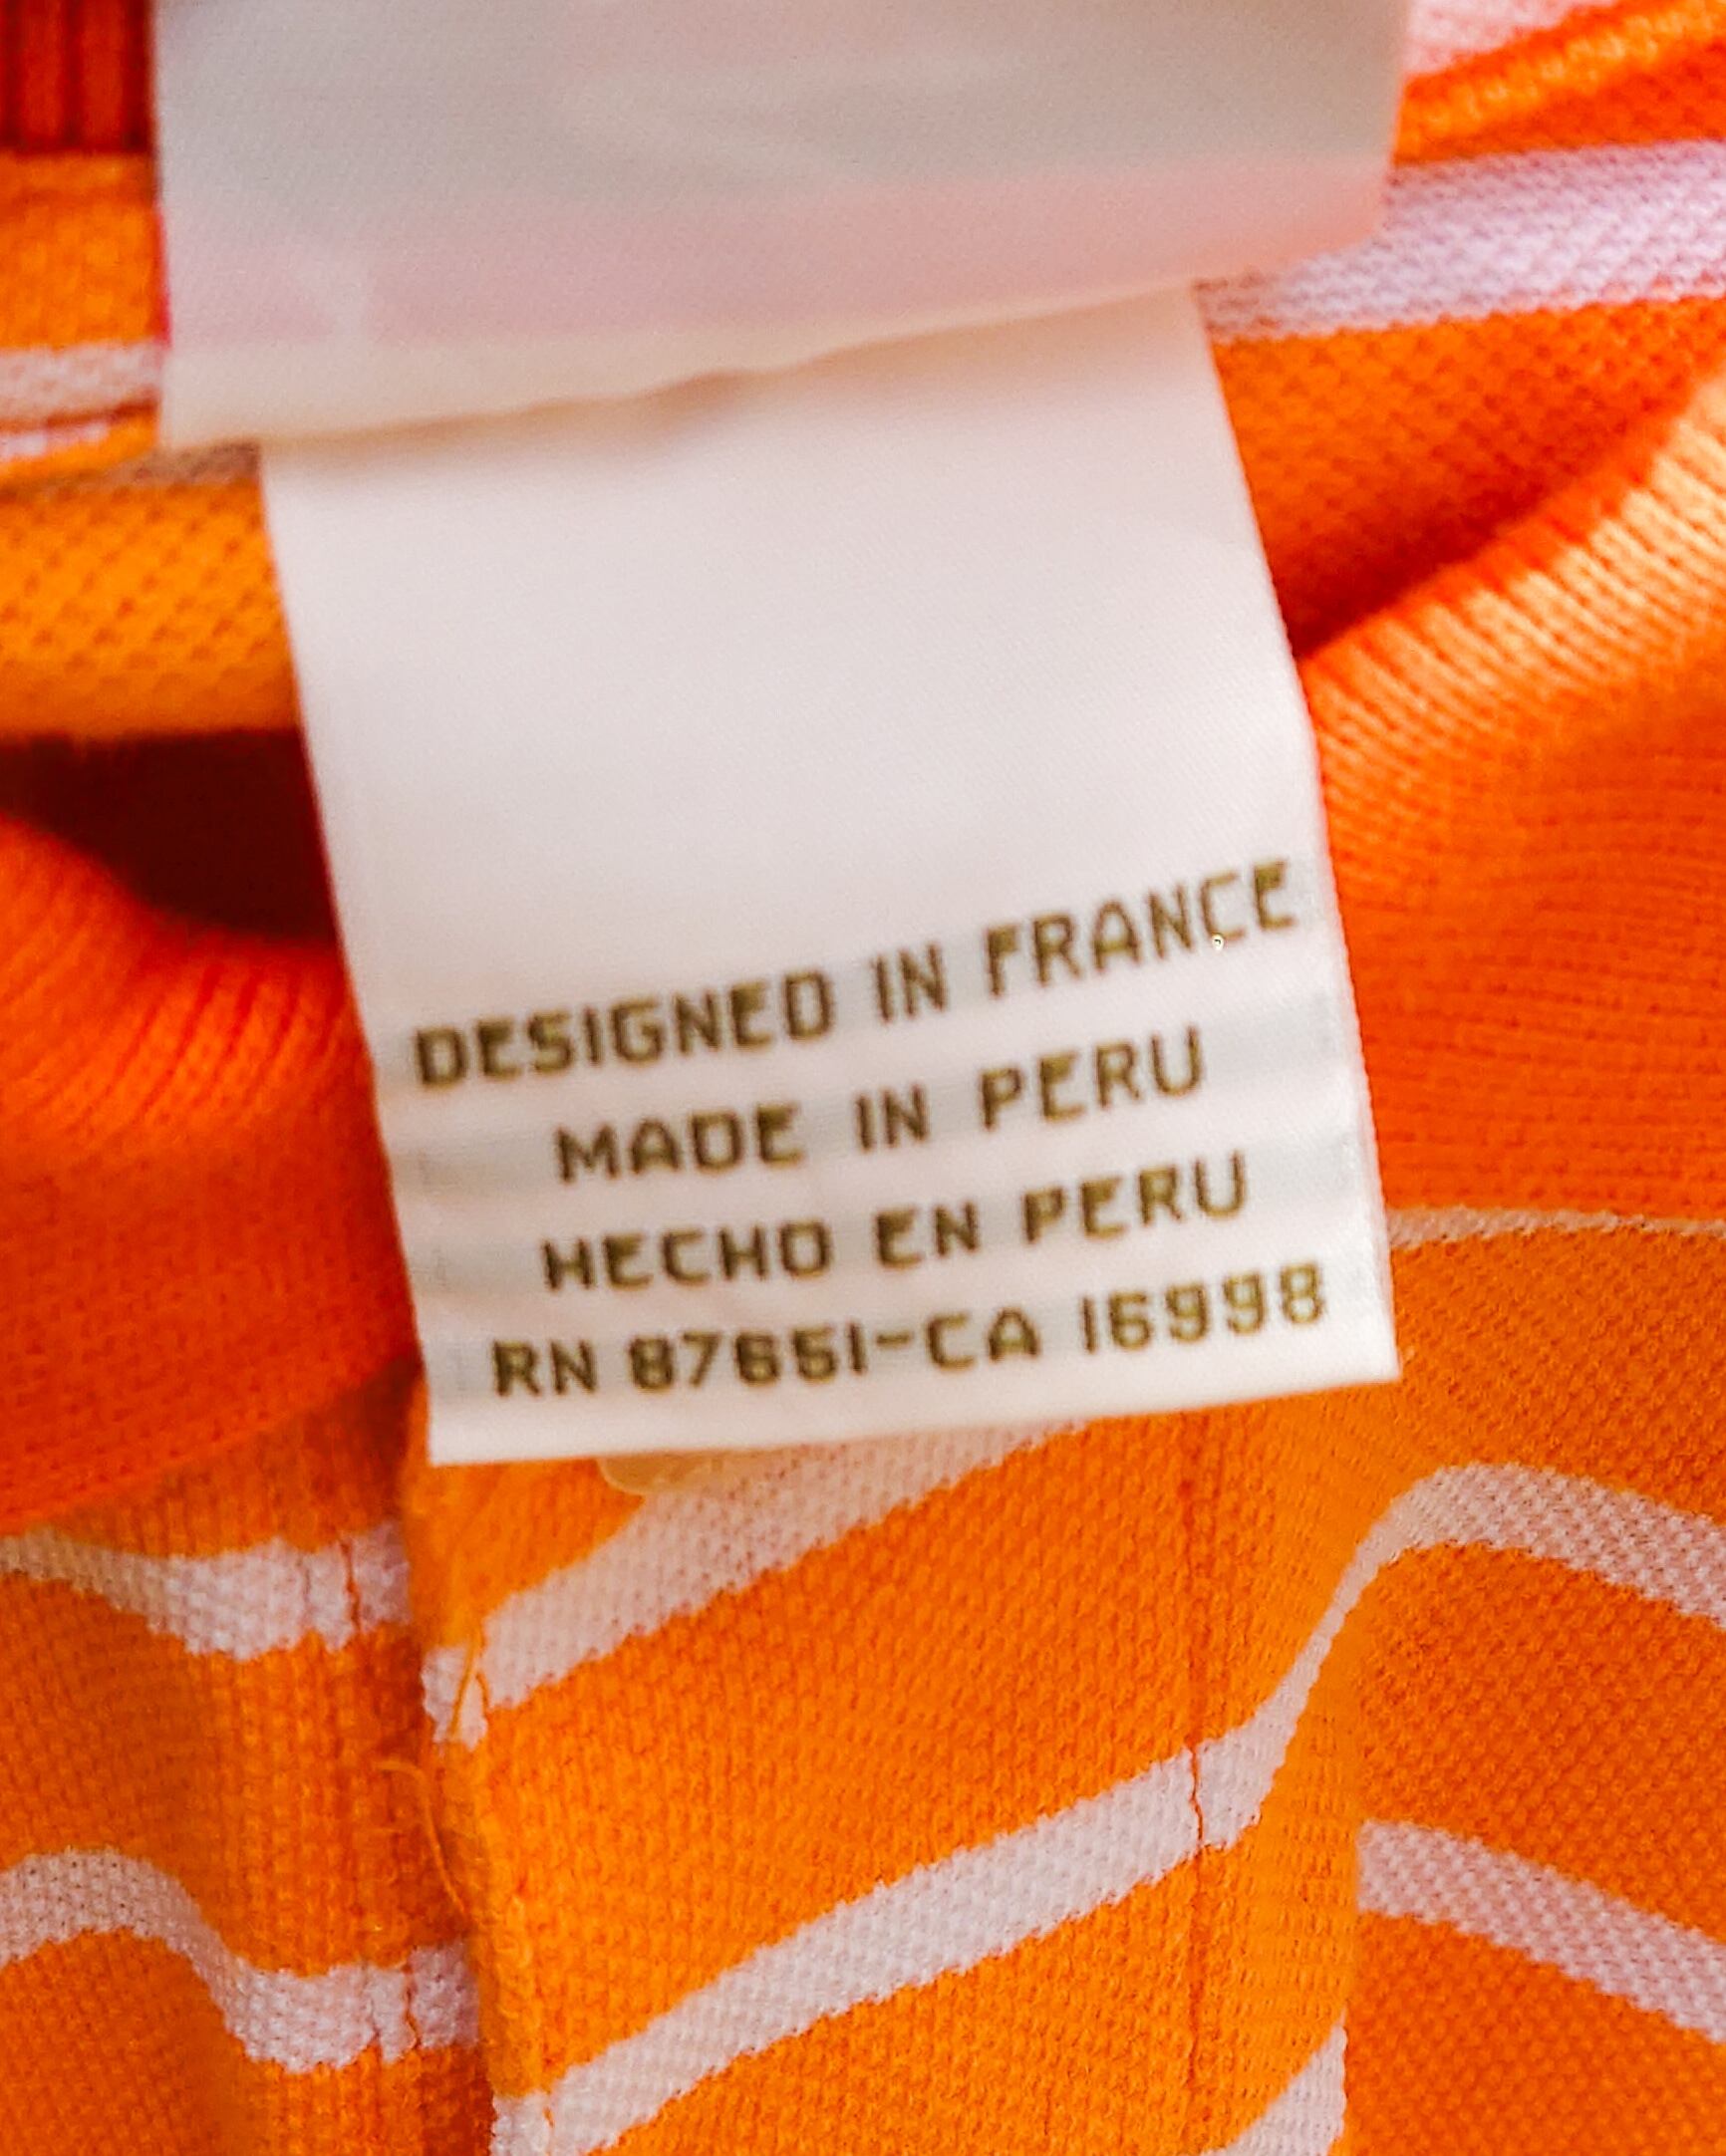 DESIGNED IN FRANCE
MADE IN PERU
HECHO EN PERU
RN 87651-CA 16998